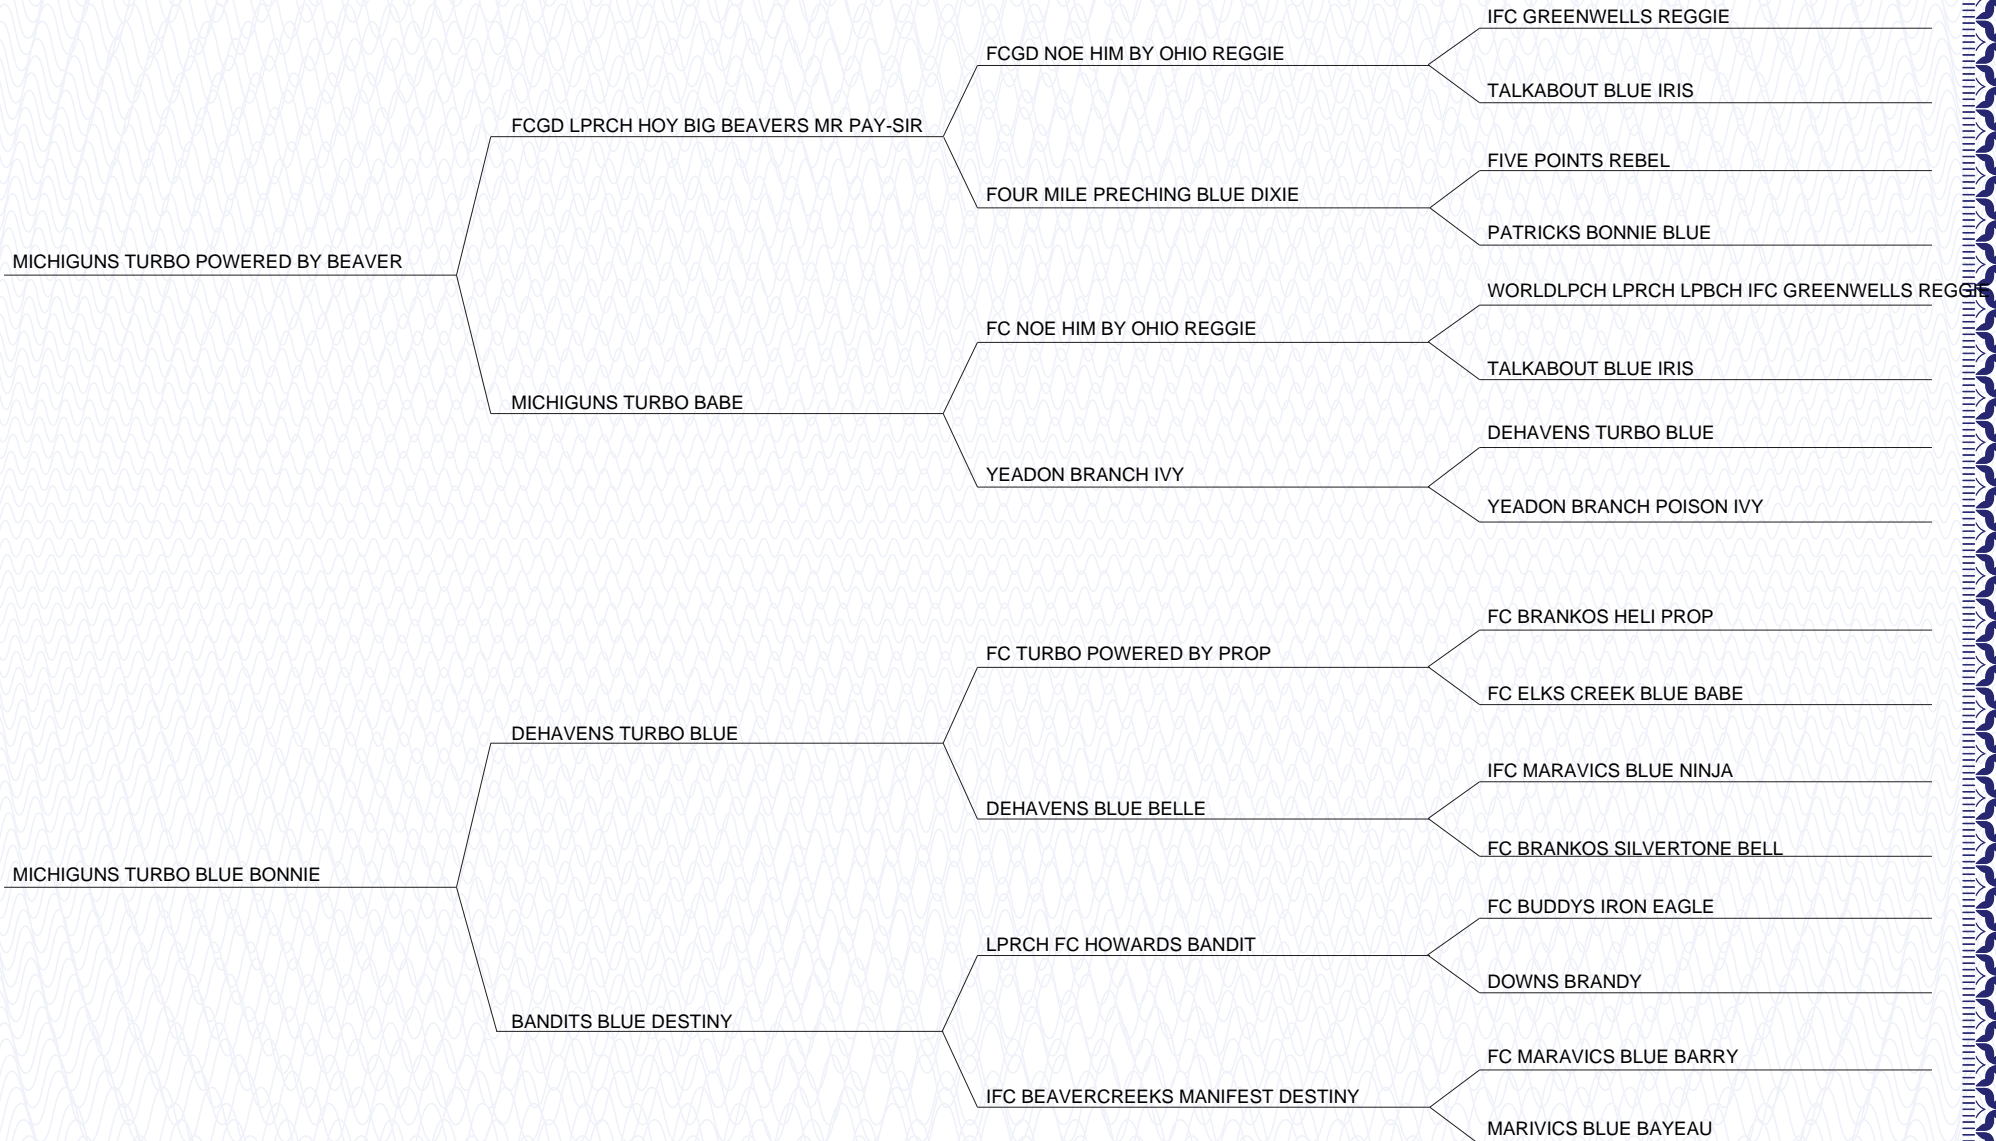 IFC GREENWELLS REGGIE
FCGD NOE HIM BY OHIO REGGIE
TALKABOUT BLUE IRIS
FCGD LPRCH HOY BIG BEAVERS MR PAY-SIR
FIVE POINTS REBEL
FOUR MILE PRECHING BLUE DIXIE
PATRICKS BONNIE BLUE
MICHIGUNS TURBO POWERED BY BEAVER
WORLDLPCH LPRCH LPBCH IFC GREENWELLS REGGIE
FC NOE HIM BY OHIO REGGIE
TALKABOUT BLUE IRIS
MICHIGUNS TURBO BABE
DEHAVENS TURBO BLUE
YEADON BRANCH IVY
YEADON BRANCH POISON IVY
FC BRANKOS HELI PROP
FC TURBO POWERED BY PROP
FC ELKS CREEK BLUE BABE
DEHAVENS TURBO BLUE
IFC MARAVICS BLUE NINJA
DEHAVENS BLUE BELLE
FC BRANKOS SILVERTONE BELL
MICHIGUNS TURBO BLUE BONNIE
FC BUDDYS IRON EAGLE
LPRCH FC HOWARDS BANDIT
DOWNS BRANDY
BANDITS BLUE DESTINY
FC MARAVICS BLUE BARRY
IFC BEAVERCREEKS MANIFEST DESTINY
MARIVICS BLUE BAYEAU